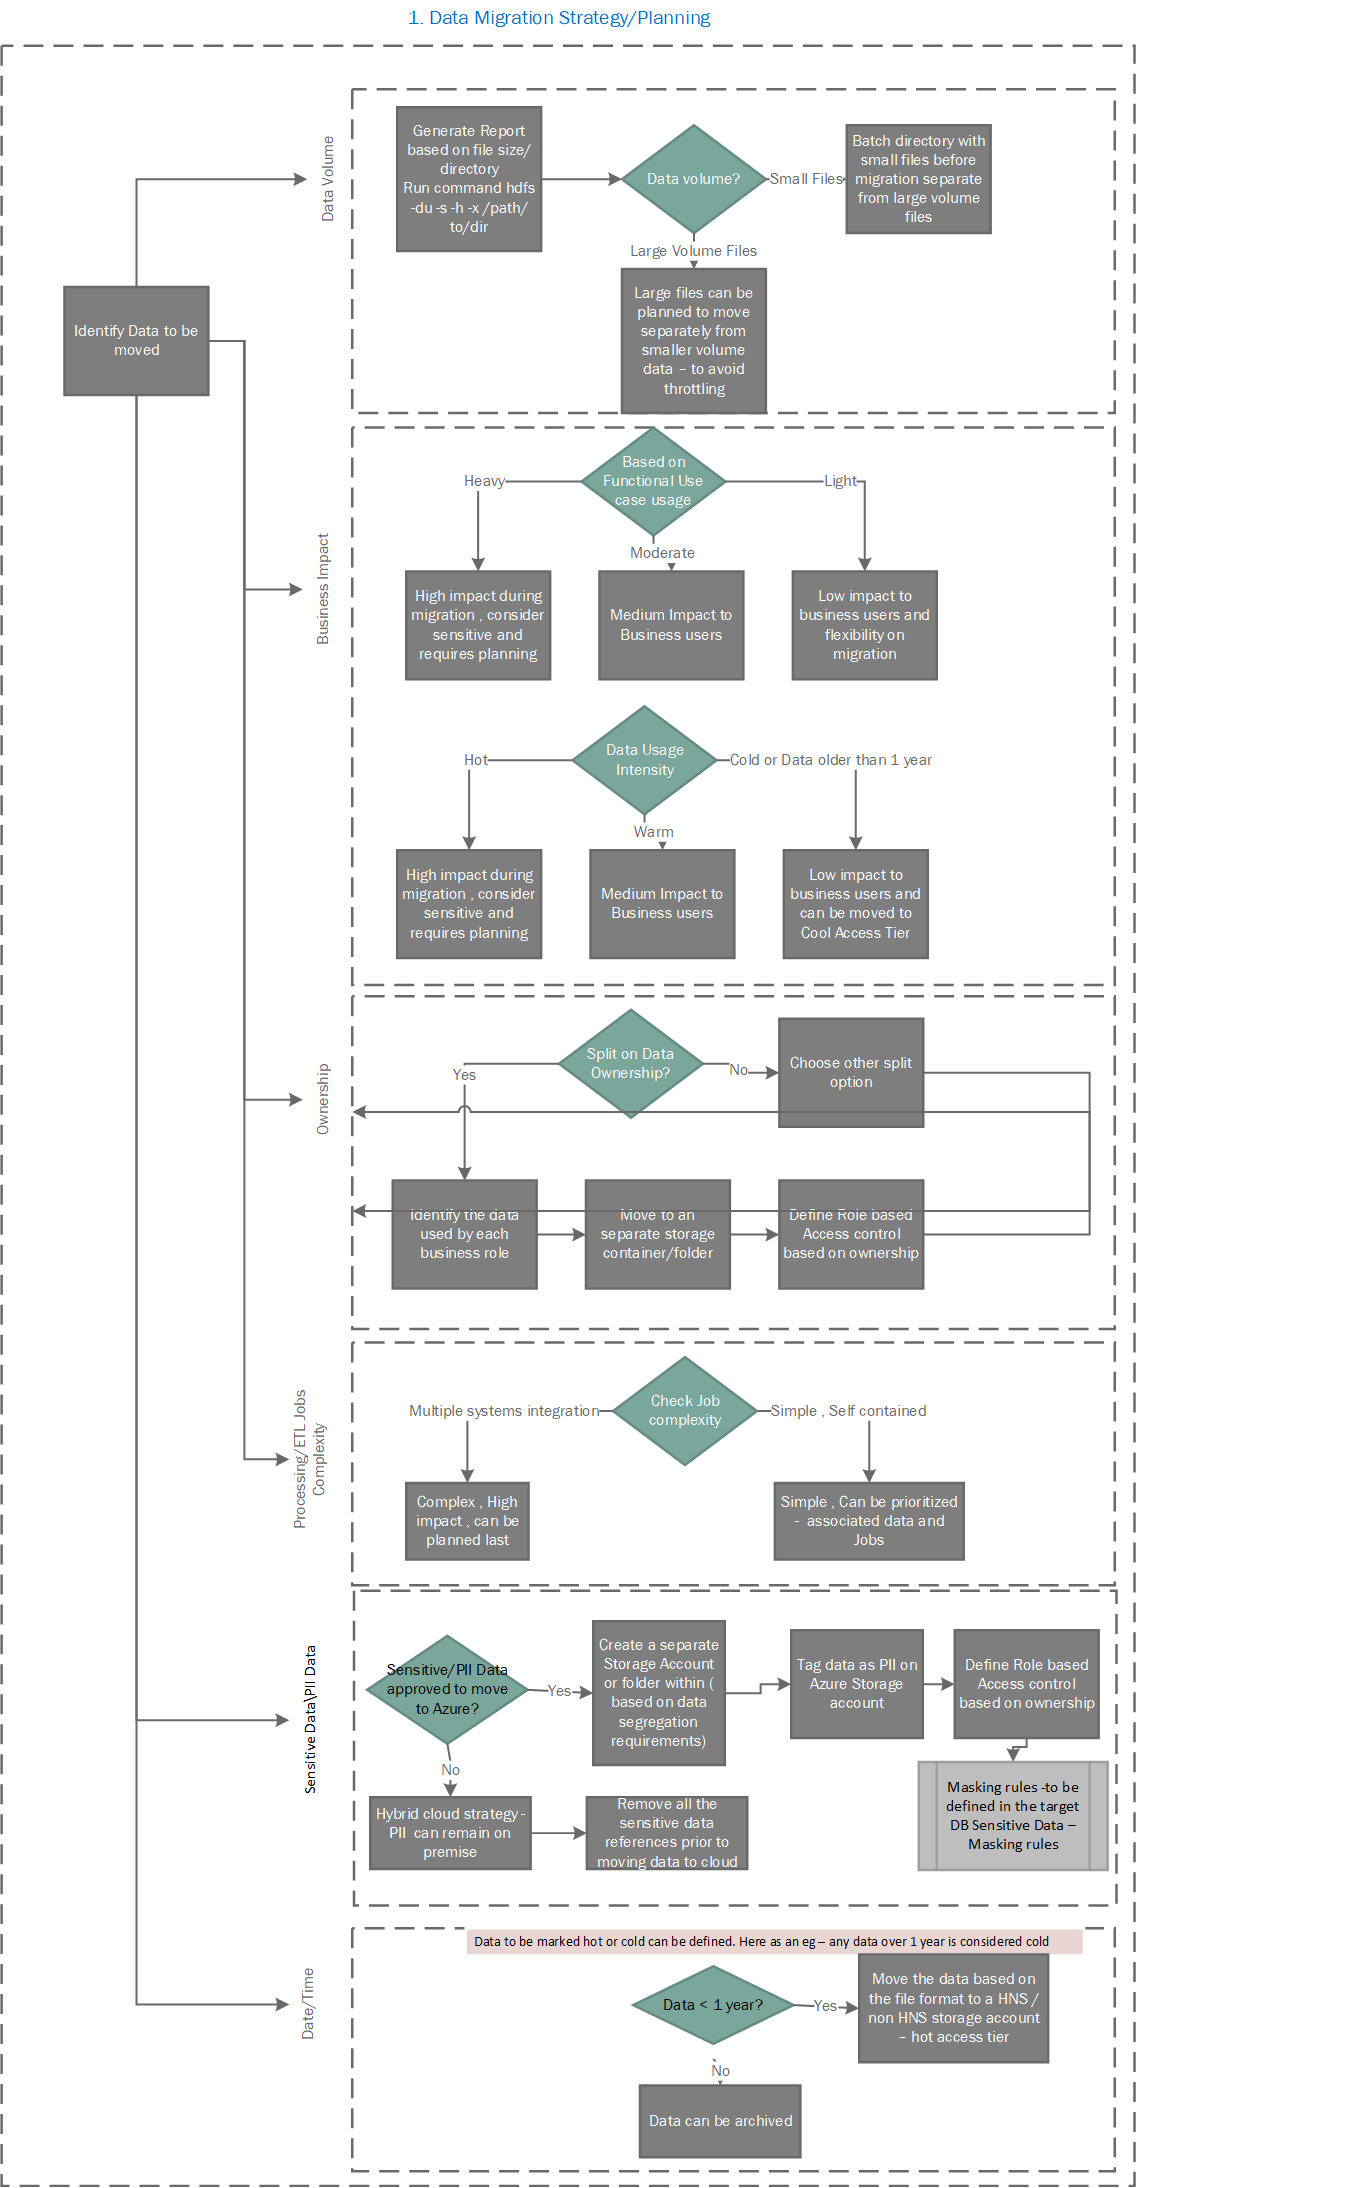 1. Data Migration Strategy/Planning
Data Volume
Generate Report
based on file size/
directory
Run command hdfs
-du -s -h -x /path/
to/dir
Data volume?
Small Files
Batch directory with
small files before
migration separate
from large volume
files
Large Volume Files
Large files can be
planned to move
separately from
smaller volume
data – to avoid
throttling
Identify Data to be
moved
Business Impact
Based on
Functional Use
case usage
Heavy
Light
Moderate
High impact during
migration , consider
sensitive and
requires planning
Medium Impact to
Business users
Low impact to
business users and
flexibility on
migration
Data Usage
Intensity
Hot
Cold or Data older than 1 year
Warm
High impact during
migration , consider
sensitive and
requires planning
Medium Impact to
Business users
Low impact to
business users and
can be moved to
Cool Access Tier
Ownership
Split on Data
Ownership?
Yes
No
Choose other split
option
Identify the data
used by each
business role
Move to an
separate storage
container/folder
Define Role based
Access control
based on ownership
Processing/ETL Jobs
Complexity
Check Job
complexity
Multiple systems integration
Simple , Self contained
Complex , High
impact , can be
planned last
Simple , Can be prioritized
- associated data and
Jobs
Sensitive Data\PII Data
Sensitive/PII Data
approved to move
to Azure?
Yes
Create a separate
Storage Account
or folder within (
based on data
segregation
requirements)
Tag data as PII on
Azure Storage
account
Define Role based
Access control
based on ownership
No
Masking rules -to be
defined in the target
DB Sensitive Data –
Masking rules
Hybrid cloud strategy -
PII can remain on
premise
Remove all the
sensitive data
references prior to
moving data to cloud
Date/Time
Data to be marked hot or cold can be defined. Here as an eg – any data over 1 year is considered cold
Data < 1 year?
Yes
Move the data based on
the file format to a HNS /
non HNS storage account
– hot access tier
No
Data can be archived